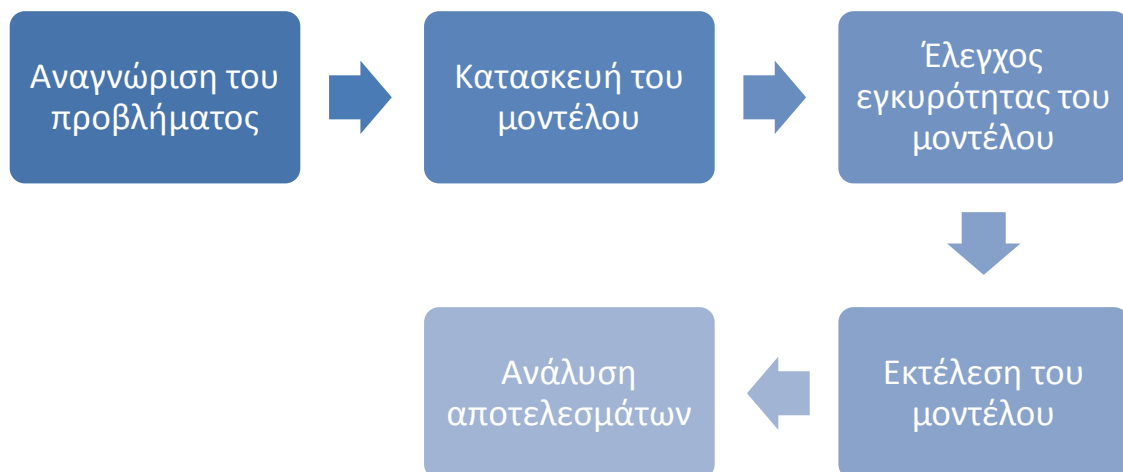 Αναγνώριση του
προβλήματος
Κατασκευή του
μοντέλου
Έλεγχος
εγκυρότητας του
μοντέλου
Εκτέλεση του
μοντέλου
Ανάλυση
αποτελεσμάτων